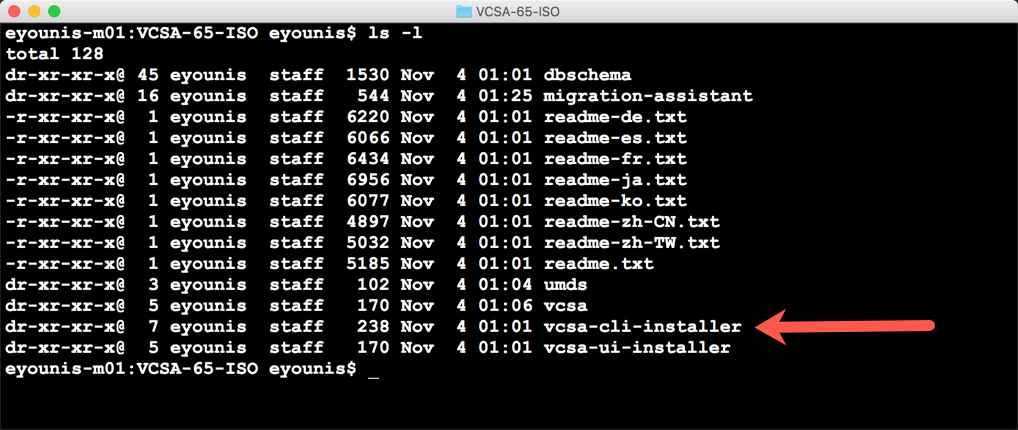 VCSA-65-ISO
eyounis-m01:VCSA-65-ISO eyounis$ ls -l
total 128
dr-xr-xr-x@ 45 eyounis  staff  1530 Nov  4 01:01 dbschema
dr-xr-xr-x@ 16 eyounis  staff   544 Nov  4 01:25 migration-assistant
-r-xr-xr-x@  1 eyounis  staff  6220 Nov  4 01:01 readme-de.txt
-r-xr-xr-x@  1 eyounis  staff  6066 Nov  4 01:01 readme-es.txt
-r-xr-xr-x@  1 eyounis  staff  6434 Nov  4 01:01 readme-fr.txt
-r-xr-xr-x@  1 eyounis  staff  6956 Nov  4 01:01 readme-ja.txt
-r-xr-xr-x@  1 eyounis  staff  6077 Nov  4 01:01 readme-ko.txt
-r-xr-xr-x@  1 eyounis  staff  4897 Nov  4 01:01 readme-zh-CN.txt
-r-xr-xr-x@  1 eyounis  staff  5032 Nov  4 01:01 readme-zh-TW.txt
-r-xr-xr-x@  1 eyounis  staff  5185 Nov  4 01:01 readme.txt
dr-xr-xr-x@  3 eyounis  staff   102 Nov  4 01:04 umds
dr-xr-xr-x@  5 eyounis  staff   170 Nov  4 01:06 vcsa
dr-xr-xr-x@  7 eyounis  staff   238 Nov  4 01:01 vcsa-cli-installer
dr-xr-xr-x@  5 eyounis  staff   170 Nov  4 01:01 vcsa-ui-installer
eyounis-m01:VCSA-65-ISO eyounis$ _